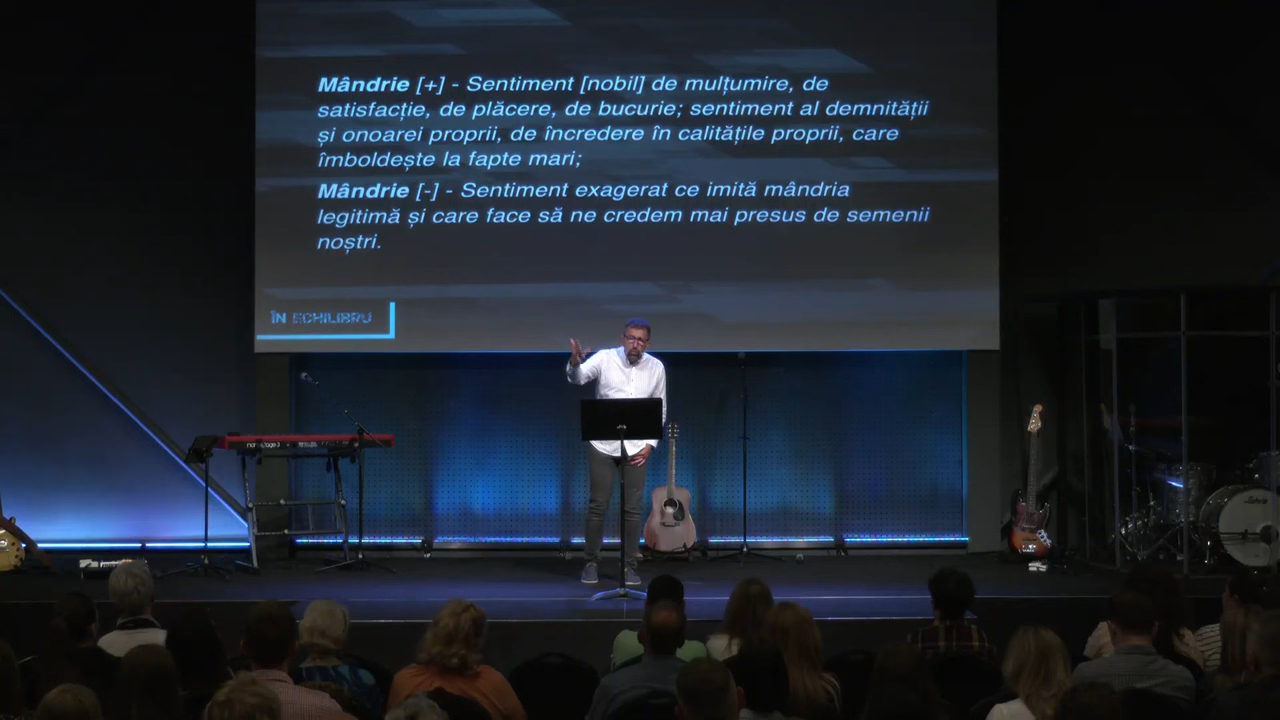 Mândrie [+] - Sentiment [nobil] de mulțumire, de
satisfacție, de plăcere, de bucurie; sentiment al demnității
și onoarei proprii, de încredere în calitățile proprii, care
îmboldește la fapte mari;
Mândrie [-] - Sentiment exagerat ce imită mândria
legitimă și care face să ne credem mai presus de semenii
noștri.
ÎN ECHILIBRU